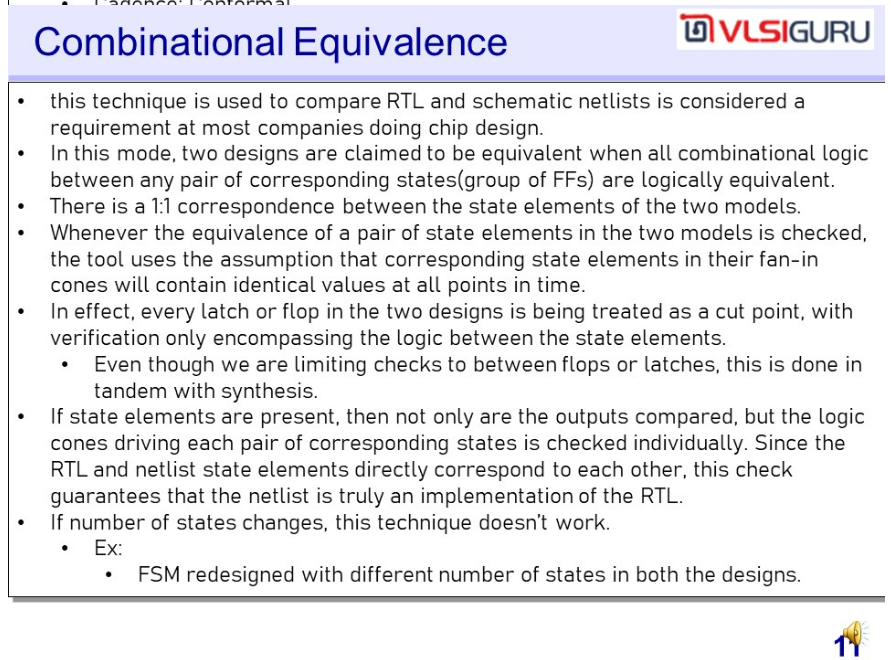 • Cadence: Conformal
Combinational Equivalence
VLSIGURU
• this technique is used to compare RTL and schematic netlists is considered a
requirement at most companies doing chip design.
• In this mode, two designs are claimed to be equivalent when all combinational logic
between any pair of corresponding states(group of FFs) are logically equivalent.
• There is a 1:1 correspondence between the state elements of the two models.
• Whenever the equivalence of a pair of state elements in the two models is checked,
the tool uses the assumption that corresponding state elements in their fan-in
cones will contain identical values at all points in time.
• In effect, every latch or flop in the two designs is being treated as a cut point, with
verification only encompassing the logic between the state elements.
• Even though we are limiting checks to between flops or latches, this is done in
tandem with synthesis.
• If state elements are present, then not only are the outputs compared, but the logic
cones driving each pair of corresponding states is checked individually. Since the
RTL and netlist state elements directly correspond to each other, this check
guarantees that the netlist is truly an implementation of the RTL.
• If number of states changes, this technique doesn't work.
• Ex:
• FSM redesigned with different number of states in both the designs.
11